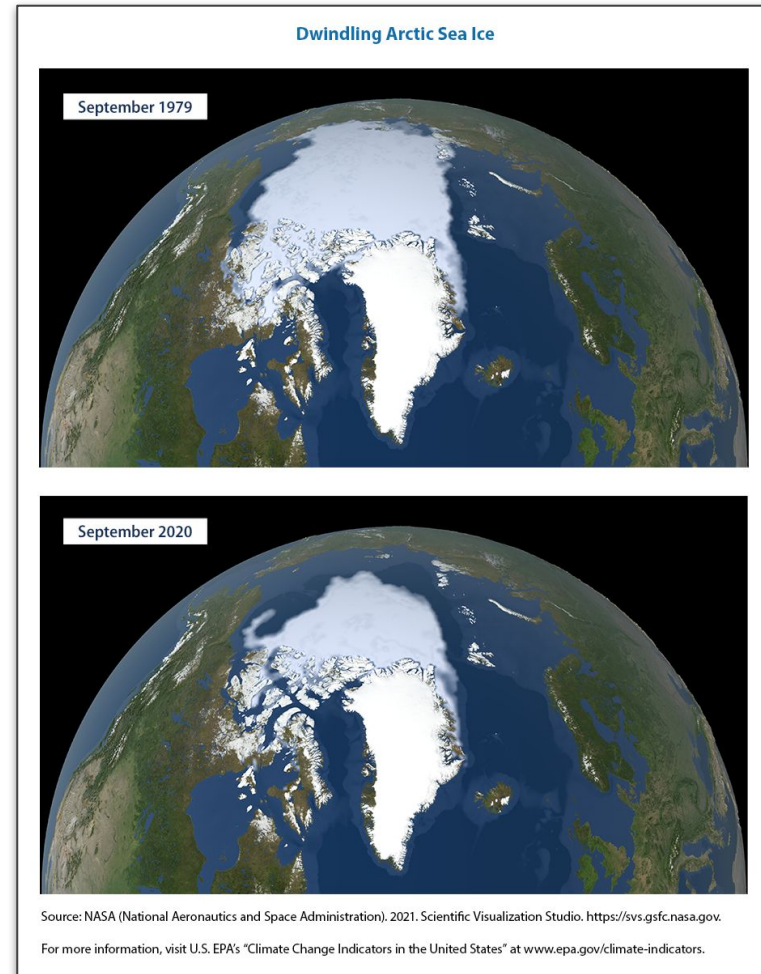 Dwindling Arctic Sea Ice
September 1979
September 2020
Source: NASA (National Aeronautics and Space Administration). 2021. Scientific Visualization Studio. https://svs.gsfc.nasa.gov.
For more information, visit U.S. EPA's “Climate Change Indicators in the United States” at www.epa.gov/climate-indicators.